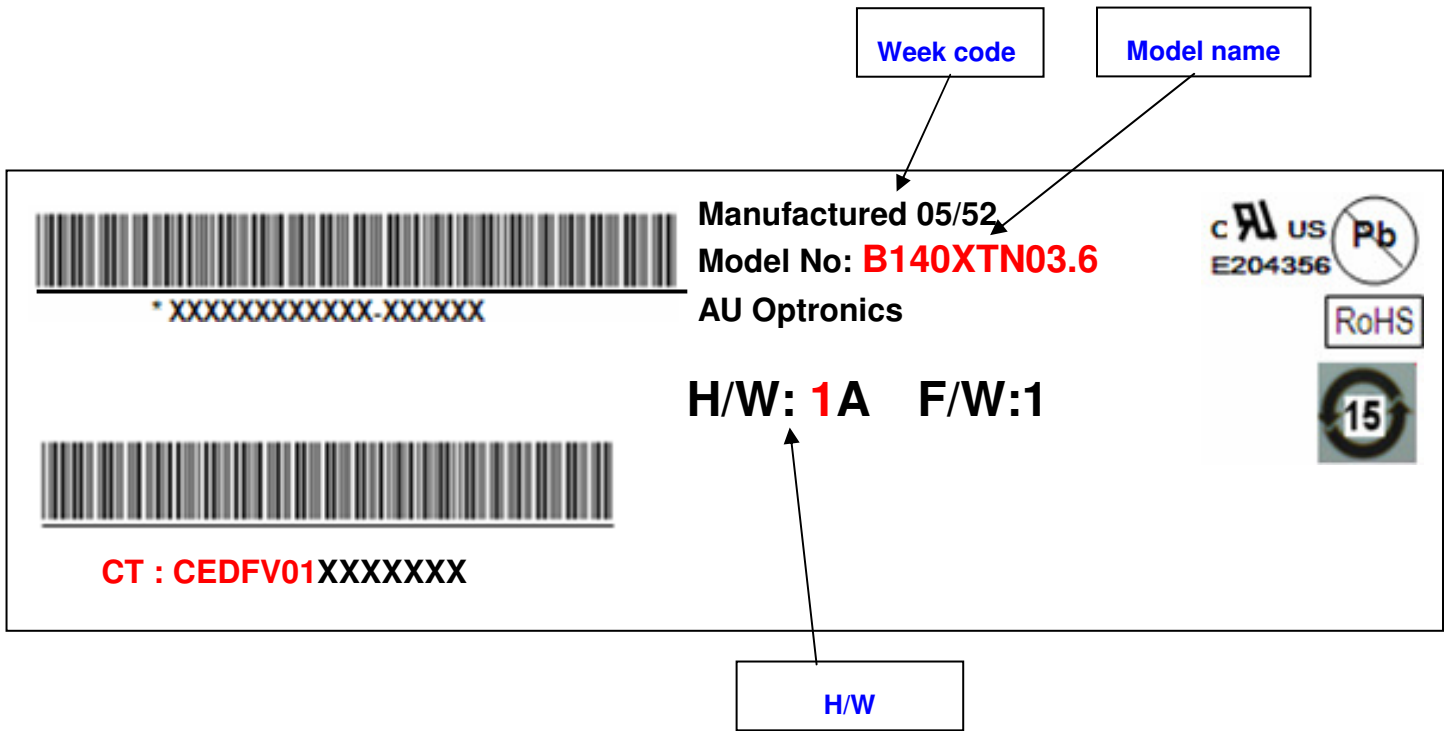 Week code
Model name
Manufactured 05/52
Model No: B140XTN03.6
AU Optronics
* XXXXXXXXXXXX-XXXXXX
C RU US
E204356
Pb
RoHS
H/W: 1A F/W:1
15
CT : CEDFV01XXXXXXX
H/W